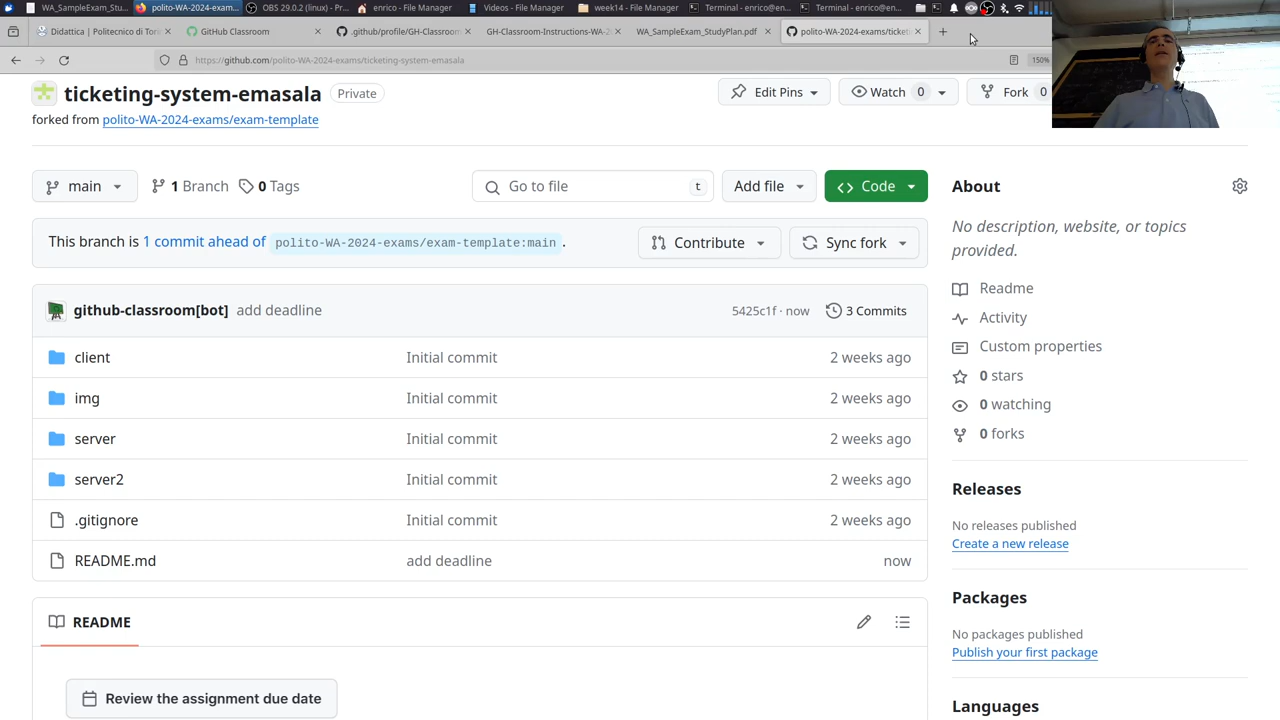 WA_SampleExam_Stu...
polito-WA-2024-exam...
OBS 29.0.2 (linux) - Pr...
enrico - File Manager
Videos - File Manager
week14 - File Manager
Terminal - enrico@en...
Terminal - enrico@en...
Didattica | Politecnico di Tori
GitHub Classroom
.github/profile/GH-Classroom
GH-Classroom-Instructions-WA-2
WA_SampleExam_StudyPlan.pdf
polito-WA-2024-exams/ticketi
https://github.com/polito-WA-2024-exams/ticketing-system-emasala
150%
ticketing-system-emasala Private
Edit Pins
Watch 0
Fork 0
forked from polito-WA-2024-exams/exam-template
main
1 Branch
0 Tags
Go to file t
Add file
Code
About
No description, website, or topics
provided.
This branch is 1 commit ahead of polito-WA-2024-exams/exam-template:main .
Contribute
Sync fork
github-classroom[bot] add deadline 5425c1f · now 3 Commits
client Initial commit 2 weeks ago
img Initial commit 2 weeks ago
server Initial commit 2 weeks ago
server2 Initial commit 2 weeks ago
.gitignore Initial commit 2 weeks ago
README.md add deadline now
README
Review the assignment due date
Readme
Activity
Custom properties
0 stars
0 watching
0 forks
Releases
No releases published
Create a new release
Packages
No packages published
Publish your first package
Languages